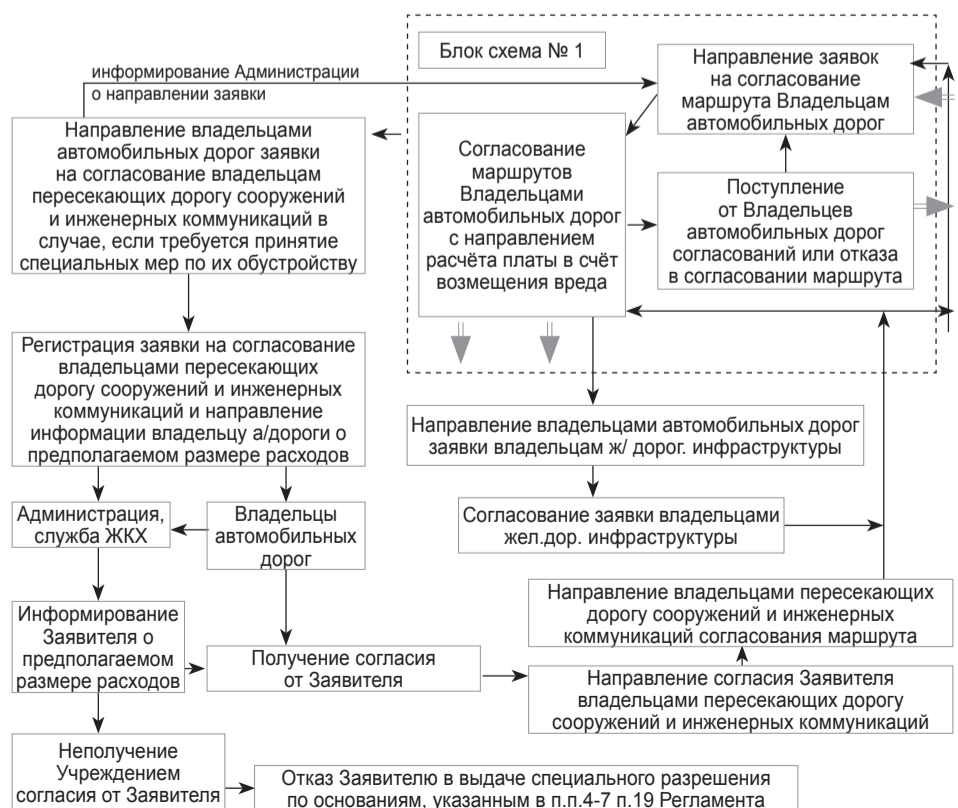 Блок схема № 1
информирование Администрации
о направлении заявки
Направление заявок
на согласование
маршрута Владельцам
автомобильных дорог
Направление владельцами
автомобильных дорог заявки
на согласование владельцам
пересекающих дорогу сооружений
и инженерных коммуникаций в
случае, если требуется принятие
специальных мер по их обустройству
Согласование
маршрутов
Владельцами
автомобильных дорог
с направлением
расчёта платы в счёт
возмещения вреда
Поступление
от Владельцев
автомобильных дорог
согласований или отказа
в согласовании маршрута
Регистрация заявки на согласование
владельцами пересекающих
дорогу сооружений и инженерных
коммуникаций и направление
информации владельцу а/дороги о
предполагаемом размере расходов
Направление владельцами автомобильных дорог
заявки владельцам ж/ дорог. инфраструктуры
Администрация,
служба ЖКХ
Владельцы
автомобильных
дорог
Согласование заявки владельцами
жел.дор. инфраструктуры
Информирование
Заявителя о
предполагаемом
размере расходов
Получение согласия
от Заявителя
Направление владельцами пересекающих
дорогу сооружений и инженерных
коммуникаций согласования маршрута
Направление согласия Заявителя
владельцами пересекающих дорогу
сооружений и инженерных коммуникаций
Неполучение
Учреждением
согласия от Заявителя
Отказ Заявителю в выдаче специального разрешения
по основаниям, указанным в п.п.4-7 п.19 Регламента